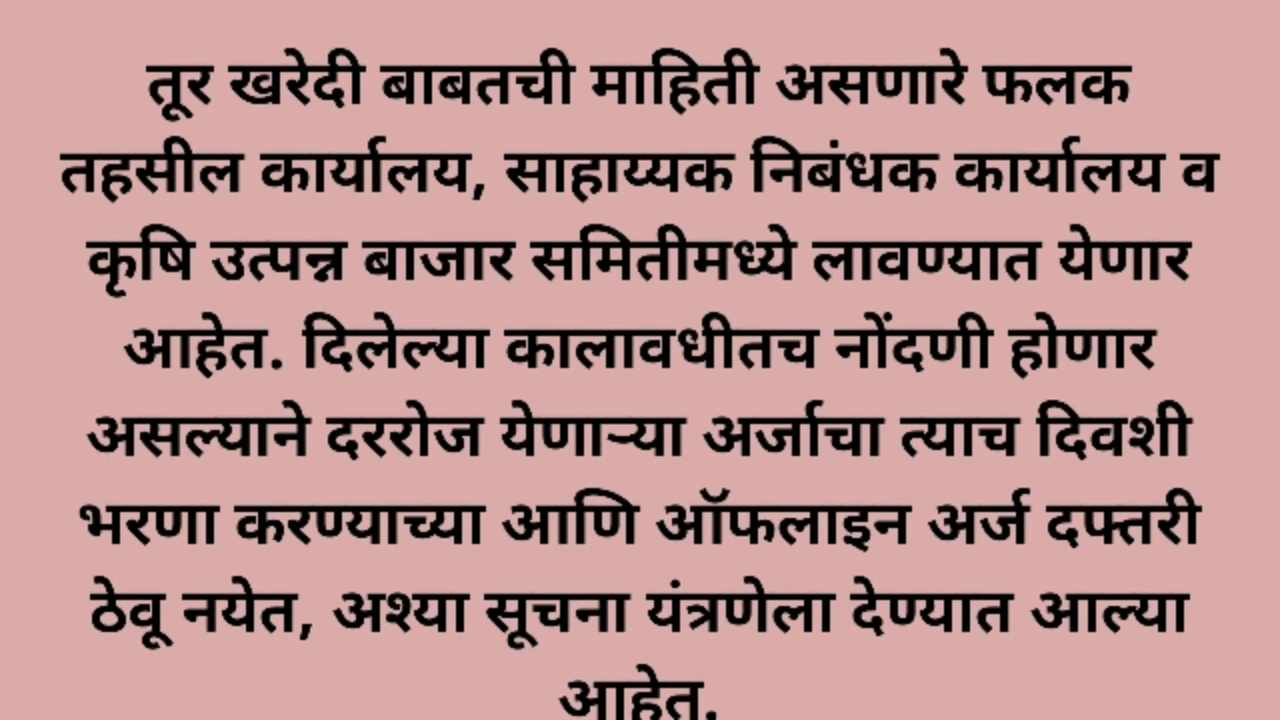 तूर खरेदी बाबतची माहिती असणारे फलक
तहसील कार्यालय, साहाय्यक निबंधक कार्यालय व
कृषि उत्पन्न बाजार समितीमध्ये लावण्यात येणार
आहेत. दिलेल्या कालावधीतच नोंदणी होणार
असल्याने दररोज येणाऱ्या अर्जाचा त्याच दिवशी
भरणा करण्याच्या आणि ऑफलाइन अर्ज दफ्तरी
ठेवू नयेत, अश्या सूचना यंत्रणेला देण्यात आल्या
आहेत.